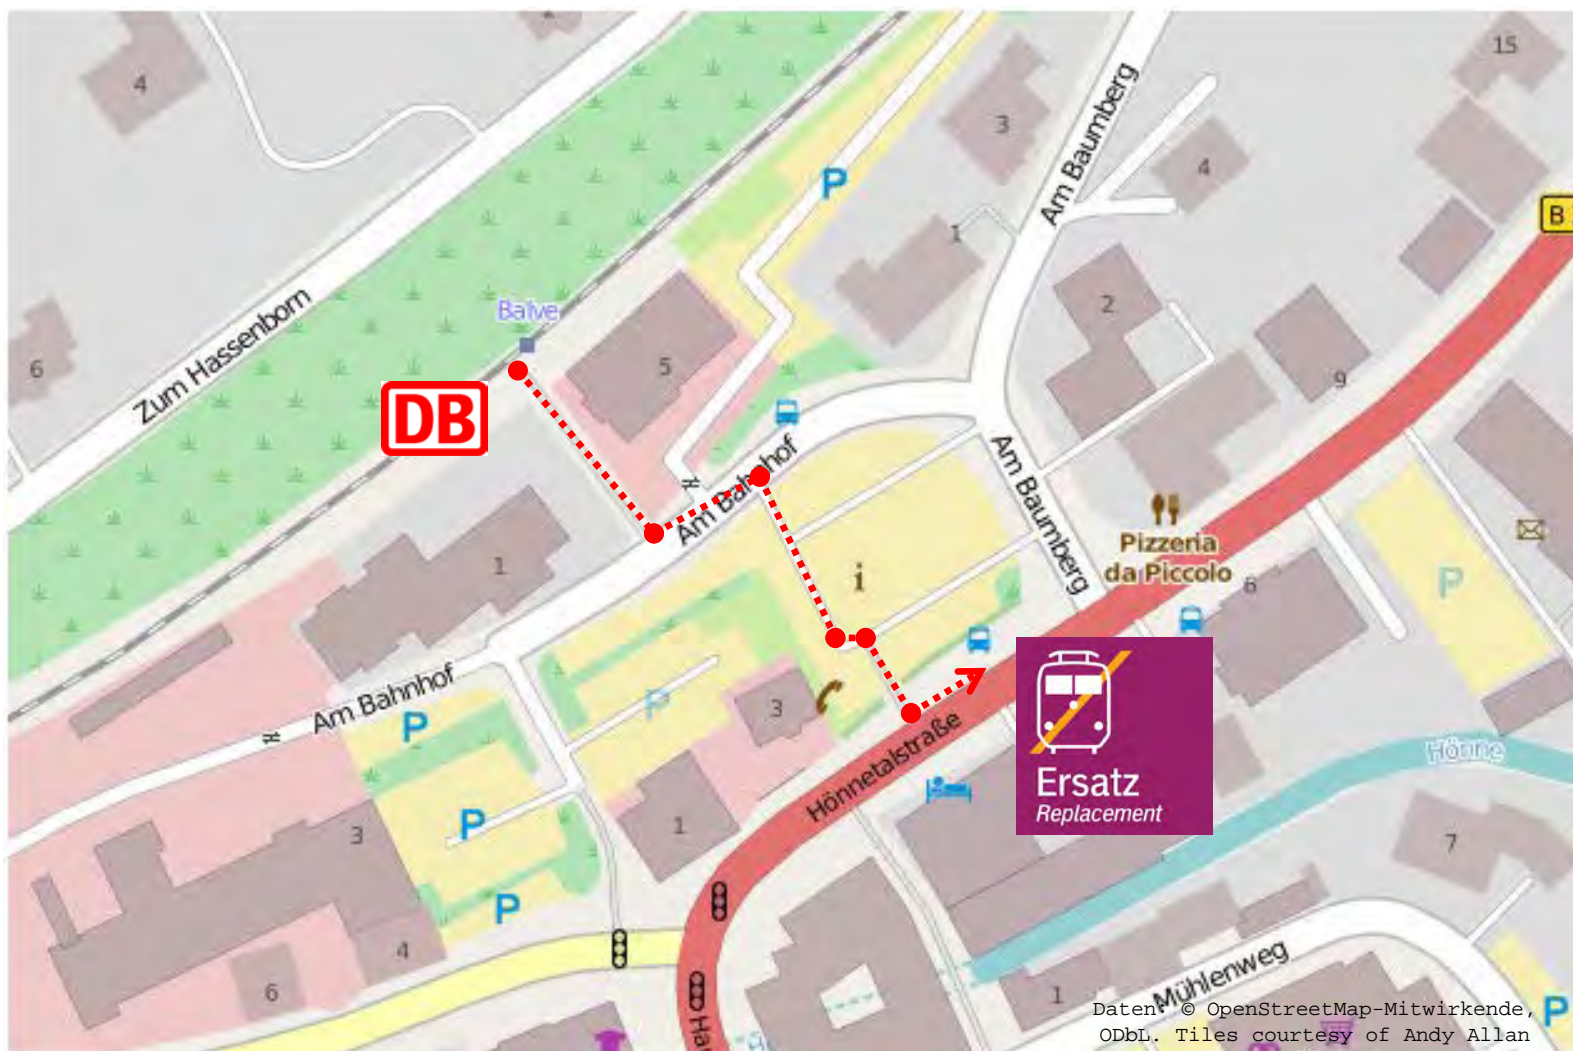 15
4
Am Baumberg
3
P
4
1
B
Balve
Zum Hassenborn
2
6
5
9
DB
Am Bahnhof
Am Baumberg
i
Pizzeria
da Piccolo
1
6
P
Am Bahnhof
P
P
3
Hönnetalstraße
Ersatz
Replacement
Hönne
P
3
1
7
P
4
6
Mühlenweg
1
P
Daten © OpenStreetMap-Mitwirkende,
ODbL. Tiles courtesy of Andy Allan